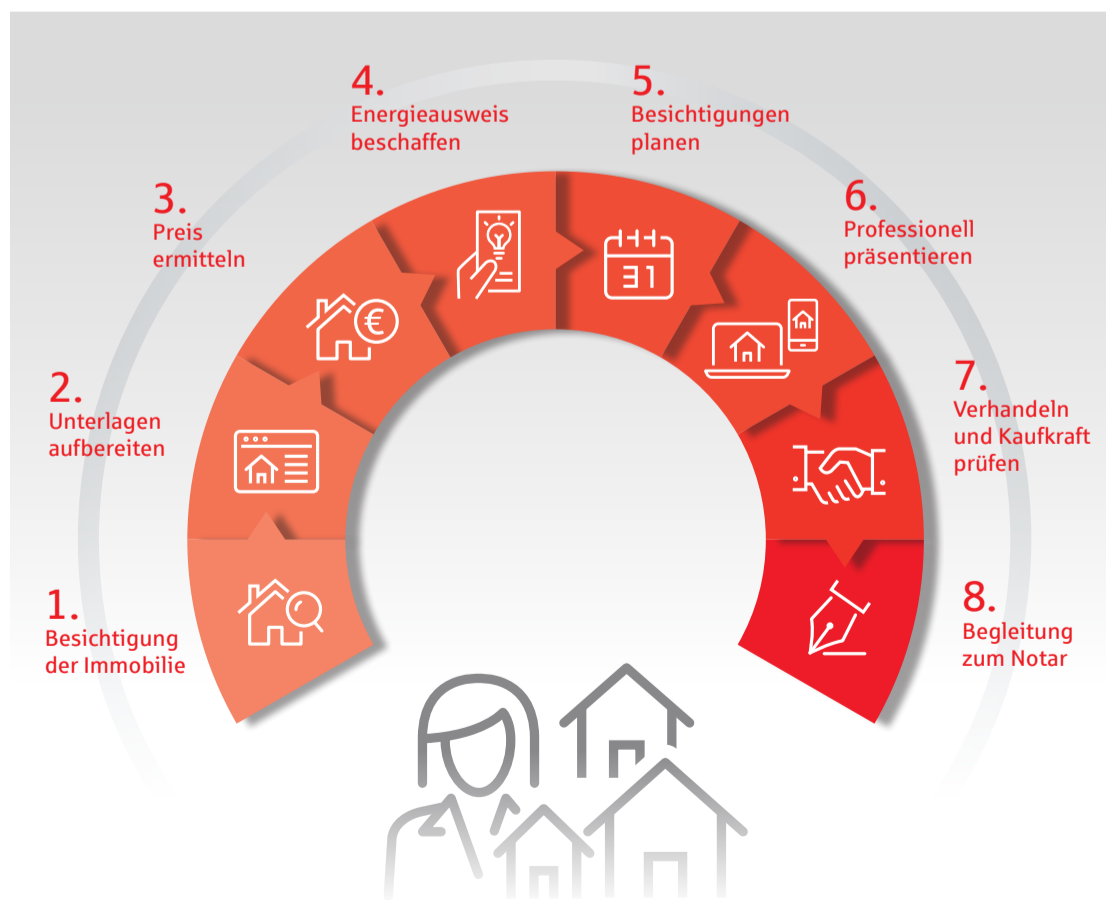 1.
Besichtigung
der Immobilie
2.
Unterlagen
aufbereiten
3.
Preis
ermitteln
€
4.
Energieausweis
beschaffen
5.
Besichtigungen
planen
31
6.
Professionell
präsentieren
7.
Verhandeln
und Kaufkraft
prüfen
8.
Begleitung
zum Notar